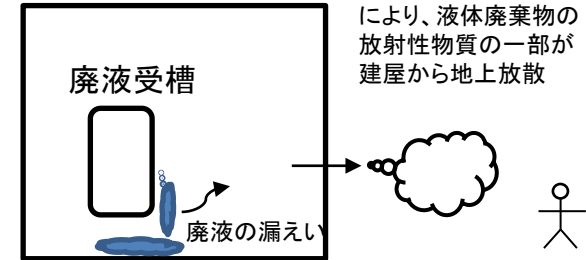 により、液体廃棄物の
放射性物質の一部が
建屋から地上放散
廃液受槽
廃液の漏えい